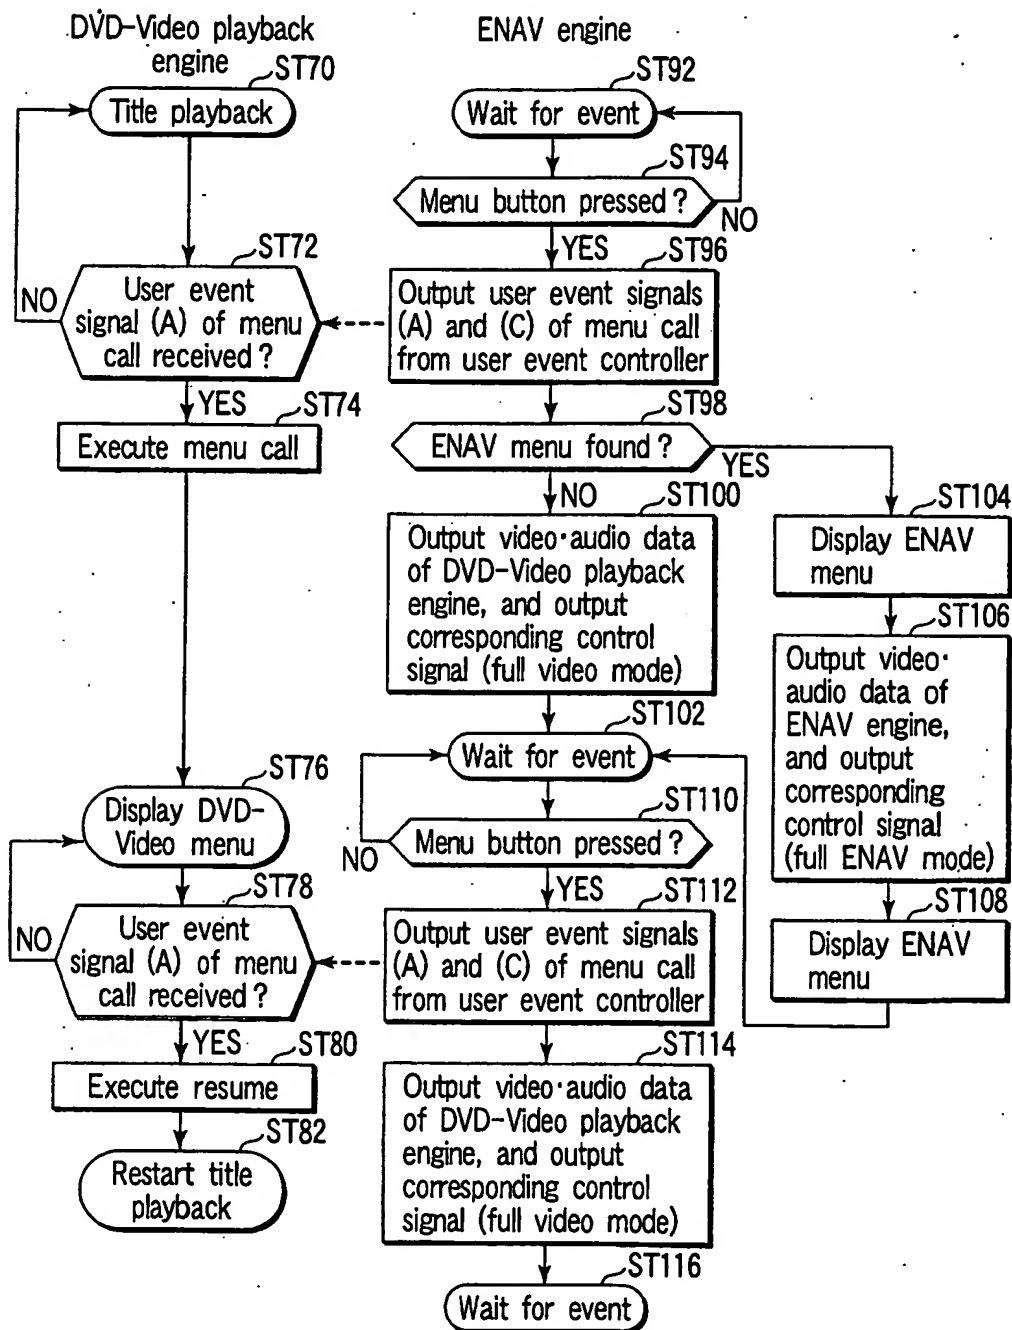 DVD-Video playback
engine
ST70
Title playback
ST72
User event
signal (A) of menu
call received?
NO
YES
ST74
Execute menu call
ST76
Display DVD-
Video menu
ST78
User event
signal (A) of menu
call received?
NO
YES
ST80
Execute resume
ST82
Restart title
playback
ENAV engine
ST92
Wait for event
ST94
Menu button pressed?
NO
YES
ST96
Output user event signals
(A) and (C) of menu call
from user event controller
ST98
ENAV menu found?
YES
NO
ST100
Output video·audio data
of DVD-Video playback
engine, and output
corresponding control
signal (full video mode)
ST102
Wait for event
ST110
Menu button pressed?
NO
YES
ST112
Output user event signals
(A) and (C) of menu call
from user event controller
ST114
Output video·audio data
of DVD-Video playback
engine, and output
corresponding control
signal (full video mode)
ST116
Wait for event
ST104
Display ENAV
menu
ST106
Output video·
audio data of
ENAV engine,
and output
corresponding
control signal
(full ENAV mode)
ST108
Display ENAV
menu